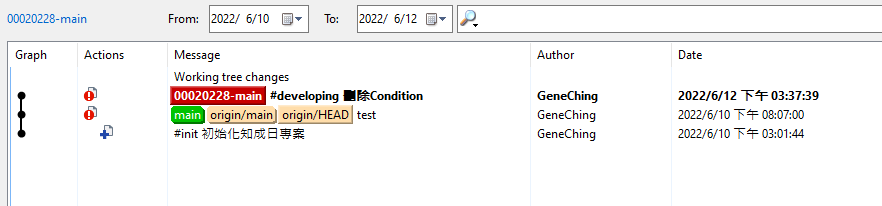 00020228-main From: 2022/ 6/10 To: 2022/ 6/12
Graph Actions Message Author Date
Working tree changes
00020228-main #developing 刪除Condition GeneChing 2022/6/12 下午 03:37:39
main origin/main origin/HEAD test GeneChing 2022/6/10 下午 08:07:00
#init 初始化知成日專案 GeneChing 2022/6/10 下午 03:01:44